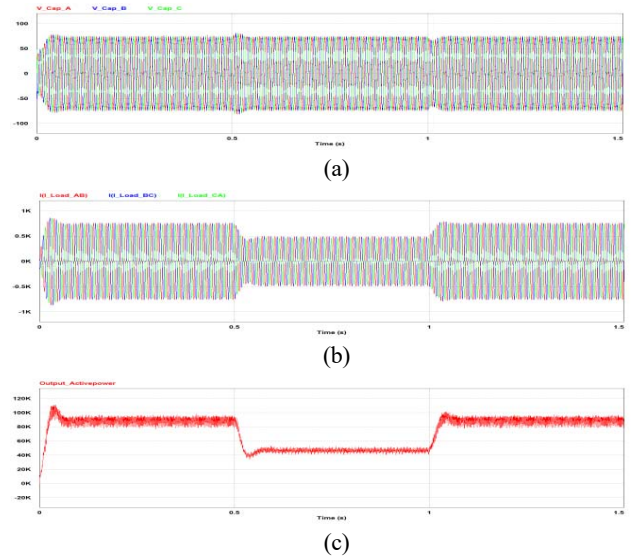 V_Cap_A V_Cap_B V_Cap_C
100
50
0
-50
-100
0 0.5 1 1.5
Time (s)
(a)
I(I_Load_AB) I(I_Load_BC) I(I_Load_CA)
1K
0.5K
0K
-0.5K
-1K
0 0.5 1 1.5
Time (s)
(b)
Output_Activepower
120K
100K
80K
60K
40K
20K
0K
-20K
0 0.5 1 1.5
Time (s)
(c)